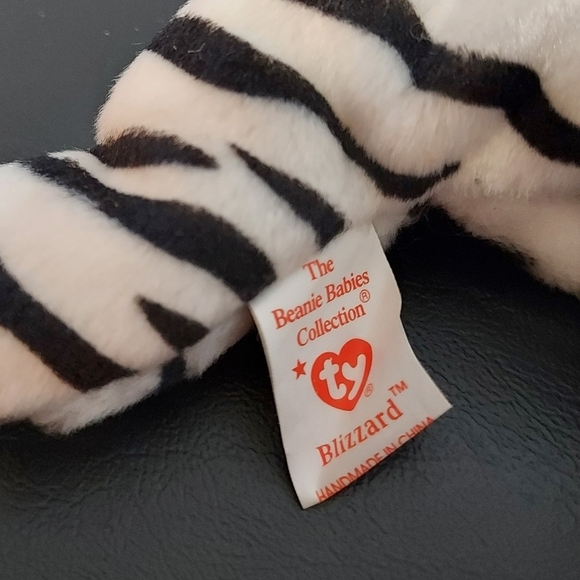 The
Beanie Babies
Collection®
★ ty®
Blizzard™
HANDMADE IN CHINA